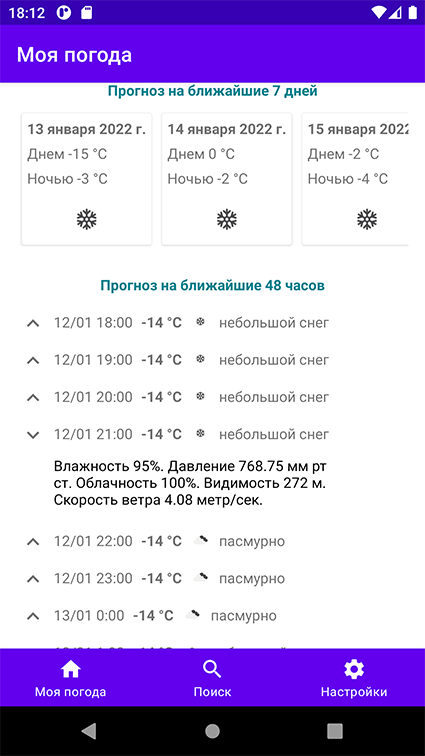 18:12
Моя погода
Прогноз на ближайшие 7 дней
13 января 2022 г.
Днем -15 °C
Ночью -3 °C
14 января 2022 г.
Днем 0 °C
Ночью -2 °C
15 января 2022
Днем -2 °C
Ночью -4 °C
Прогноз на ближайшие 48 часов
12/01 18:00 -14 °C небольшой снег
12/01 19:00 -14 °C небольшой снег
12/01 20:00 -14 °C небольшой снег
12/01 21:00 -14 °C небольшой снег
Влажность 95%. Давление 768.75 мм рт
ст. Облачность 100%. Видимость 272 м.
Скорость ветра 4.08 метр/сек.
12/01 22:00 -14 °C пасмурно
12/01 23:00 -14 °C пасмурно
13/01 0:00 -14 °C пасмурно
Моя погода
Поиск
Настройки